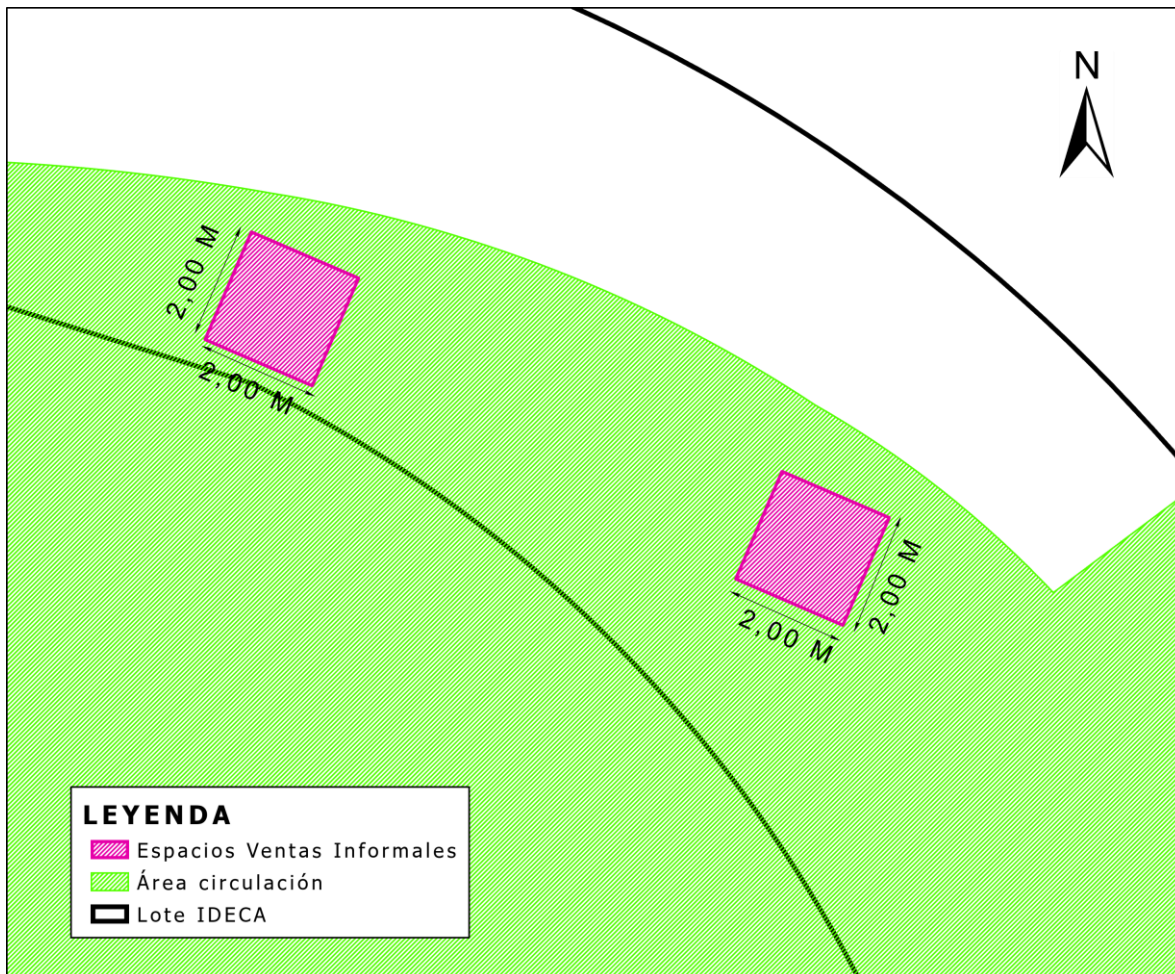 N
2,00 M
2,00 M
2,00 M
2,00 M
LEYENDA
Espacios Ventas Informales
Área circulación
Lote IDECA